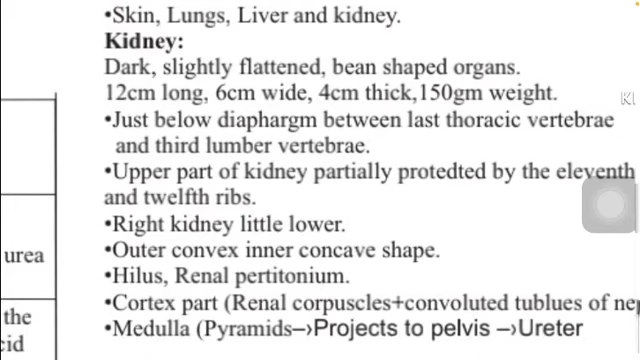 •Skin, Lungs, Liver and kidney.
Kidney:
Dark, slightly flattened, bean shaped organs.
12cm long, 6cm wide, 4cm thick,150gm weight.
KI
•Just below diaphargm between last thoracic vertebrae
and third lumber vertebrae.
•Upper part of kidney partially protedted by the eleventh
and twelfth ribs.
•Right kidney little lower.
urea
•Outer convex inner concave shape.
•Hilus, Renal pertitonium.
•Cortex part (Renal corpuscles+convoluted tublues of nep
the
•Medulla (Pyramids–›Projects to pelvis –›Ureter
cid